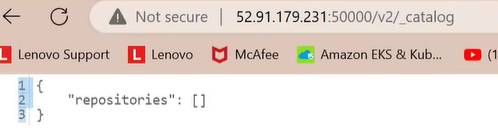 Not secure | 52.91.179.231:50000/v2/_catalog
Lenovo Support Lenovo McAfee Amazon EKS & Kub... (1
1 {
2 "repositories": []
3 }